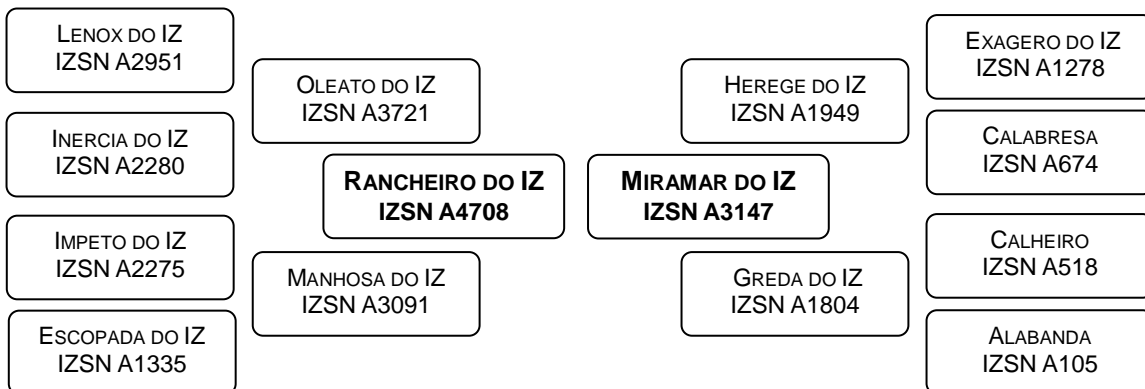 LENOX DO IZ
IZSN A2951
OLEATO DO IZ
IZSN A3721
INERCIA DO IZ
IZSN A2280
RANCHEIRO DO IZ
IZSN A4708
IMPETO DO IZ
IZSN A2275
MANHOSA DO IZ
IZSN A3091
ESCOPADA DO IZ
IZSN A1335
EXAGERO DO IZ
IZSN A1278
HEREGE DO IZ
IZSN A1949
CALABRESA
IZSN A674
MIRAMAR DO IZ
IZSN A3147
CALHEIRO
IZSN A518
GREDA DO IZ
IZSN A1804
ALABANDA
IZSN A105